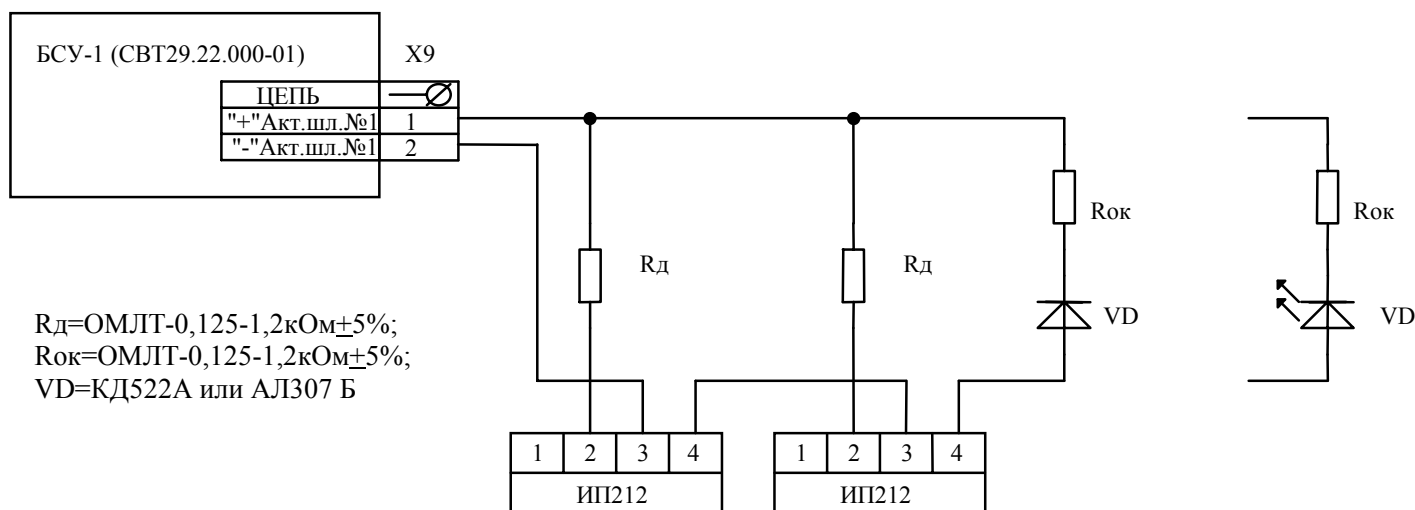 БСУ-1 (СВТ29.22.000-01) X9
ЦЕПЬ
"+"Акт.шл.№1 1
"-"Акт.шл.№1 2
Rок
Rок
Rд
Rд
VD
VD
Rд=ОМЛТ-0,125-1,2кОм±5%;
Rок=ОМЛТ-0,125-1,2кОм±5%;
VD=КД522А или АЛ307 Б
1 2 3 4
1 2 3 4
ИП212
ИП212